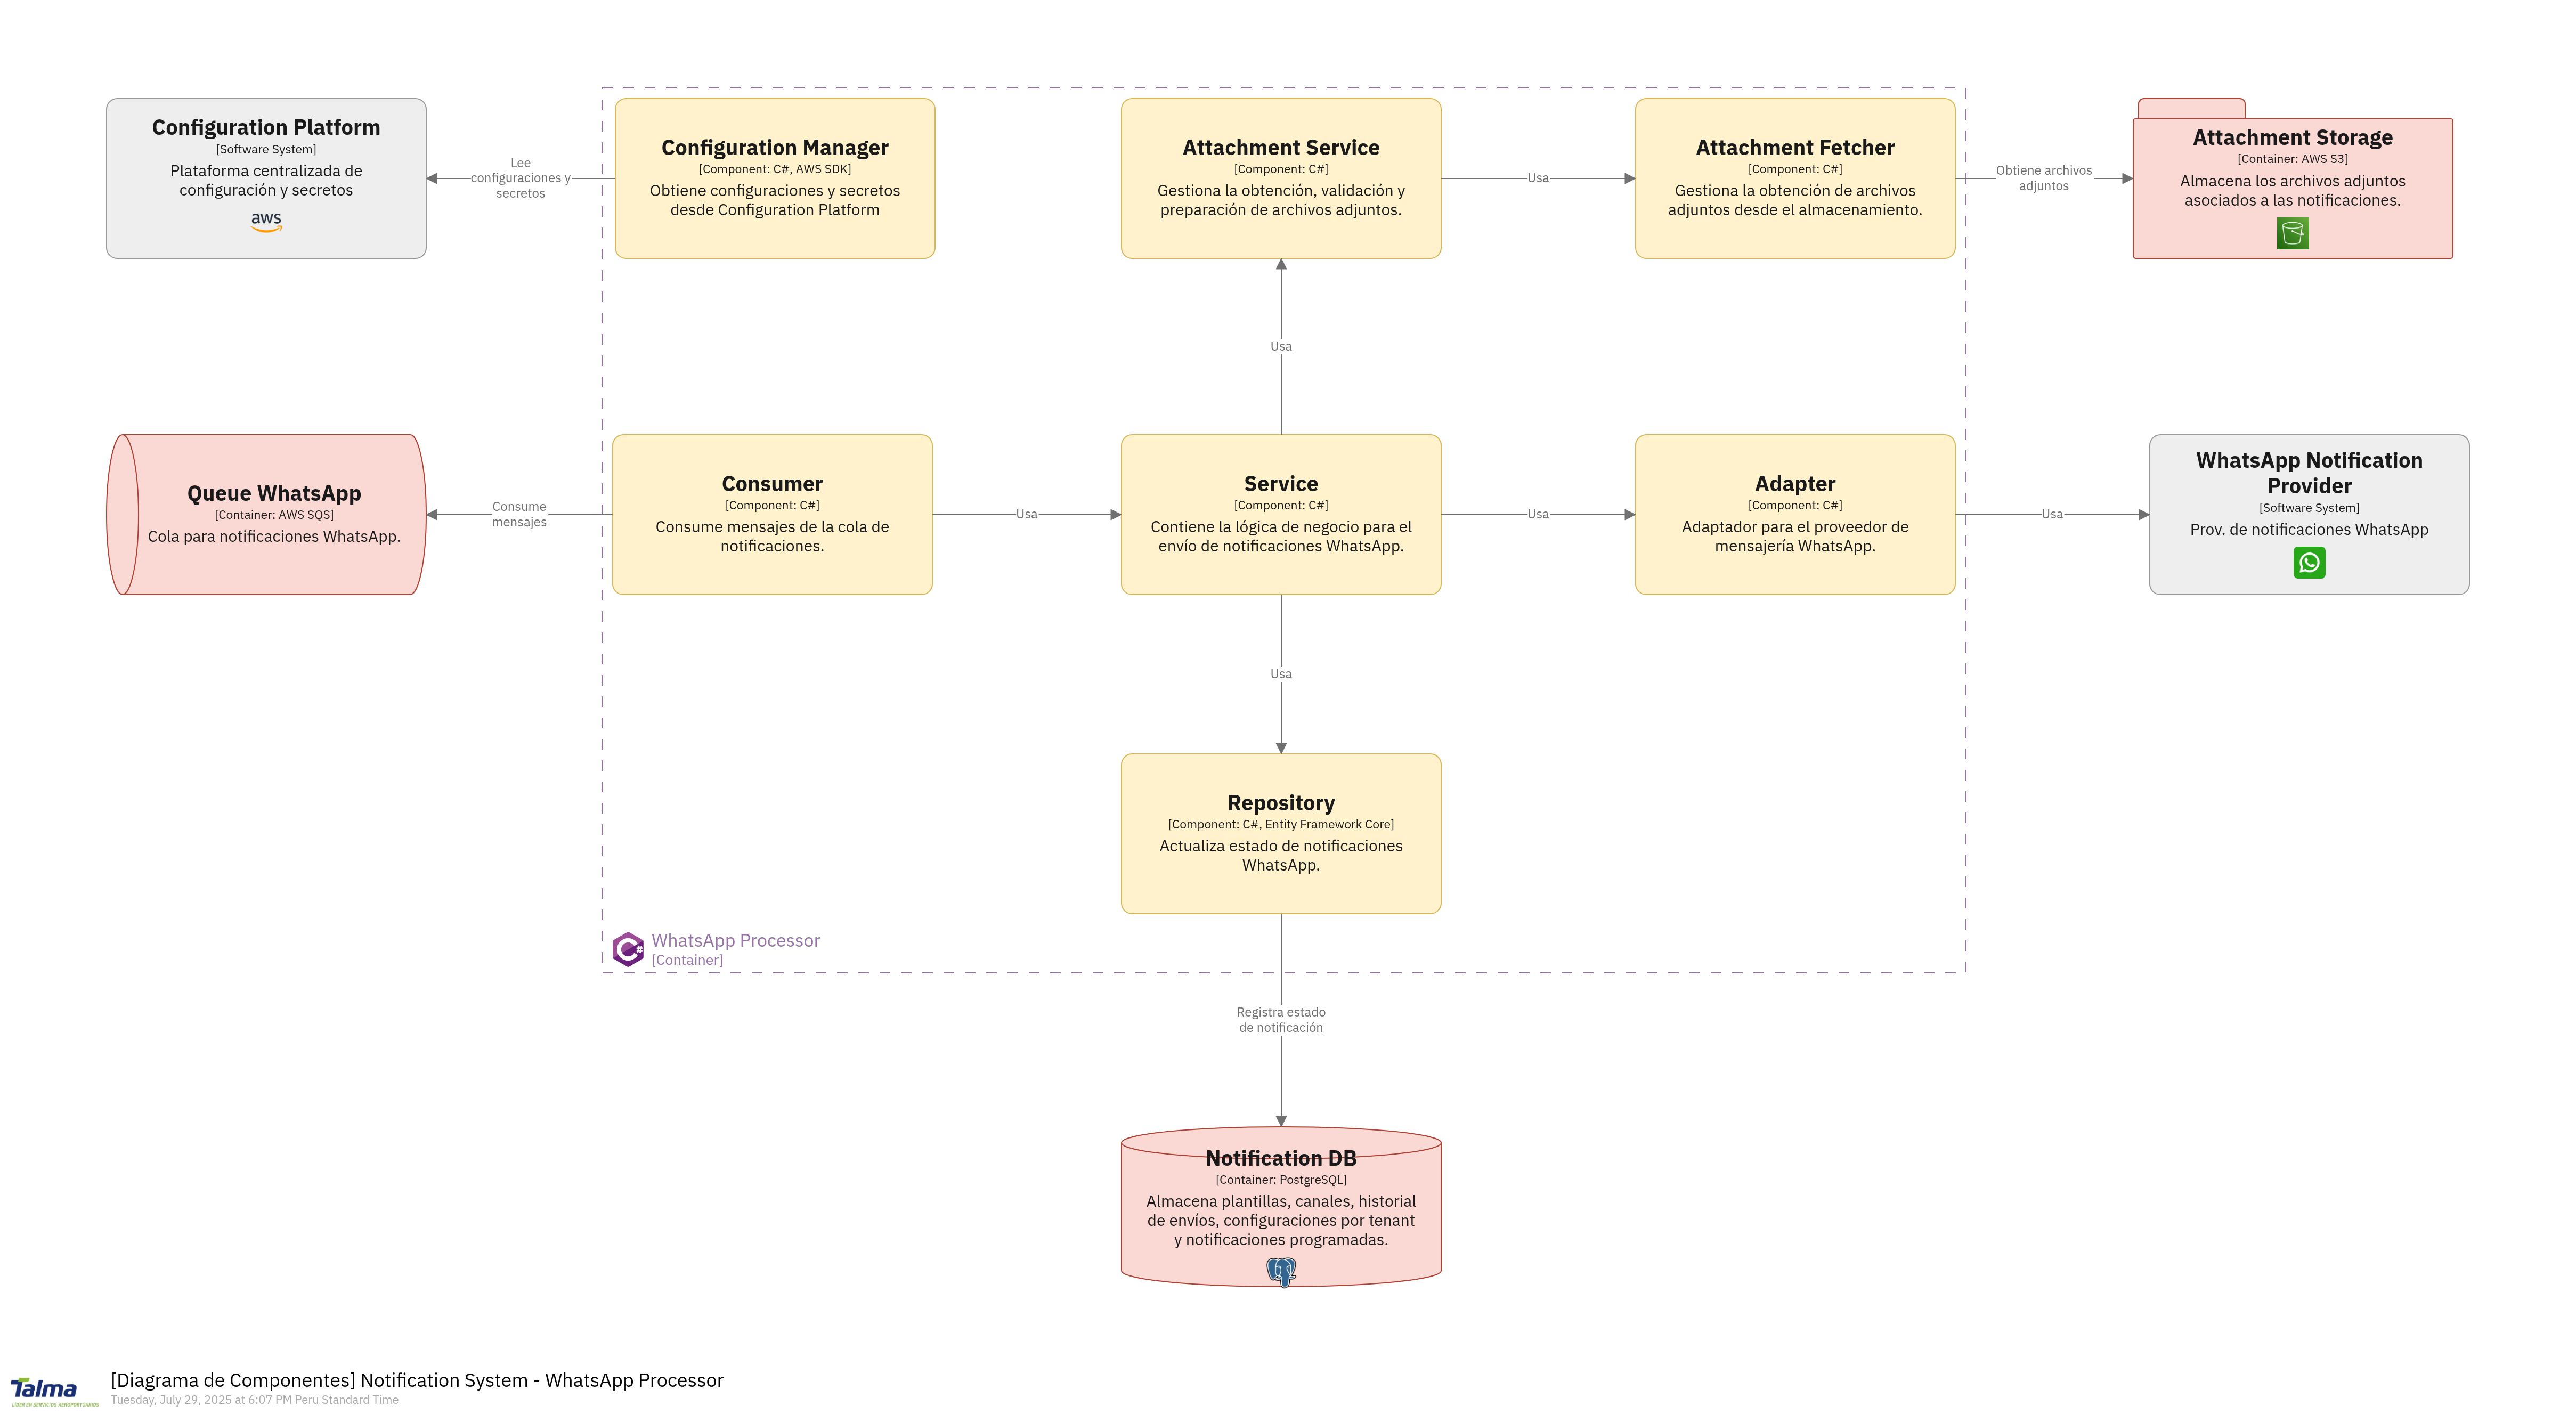 Configuration Platform
[Software System]
Plataforma centralizada de
configuración y secretos
aws
Lee
configuraciones y
secretos
Configuration Manager
[Component: C#, AWS SDK]
Obtiene configuraciones y secretos
desde Configuration Platform
Attachment Service
[Component: C#]
Gestiona la obtención, validación y
preparación de archivos adjuntos.
Usa
Attachment Fetcher
[Component: C#]
Gestiona la obtención de archivos
adjuntos desde el almacenamiento.
Obtiene archivos
adjuntos
Attachment Storage
[Container: AWS S3]
Almacena los archivos adjuntos
asociados a las notificaciones.
Usa
Queue WhatsApp
[Container: AWS SQS]
Cola para notificaciones WhatsApp.
Consume
mensajes
Consumer
[Component: C#]
Consume mensajes de la cola de
notificaciones.
Usa
Service
[Component: C#]
Contiene la lógica de negocio para el
envío de notificaciones WhatsApp.
Usa
Adapter
[Component: C#]
Adaptador para el proveedor de
mensajería WhatsApp.
Usa
WhatsApp Notification
Provider
[Software System]
Prov. de notificaciones WhatsApp
Usa
Repository
[Component: C#, Entity Framework Core]
Actualiza estado de notificaciones
WhatsApp.
C#
WhatsApp Processor
[Container]
Registra estado
de notificación
Notification DB
[Container: PostgreSQL]
Almacena plantillas, canales, historial
de envíos, configuraciones por tenant
y notificaciones programadas.
Talma
LÍDER EN SERVICIOS AEROPORTUARIOS
[Diagrama de Componentes] Notification System - WhatsApp Processor
Tuesday, July 29, 2025 at 6:07 PM Peru Standard Time